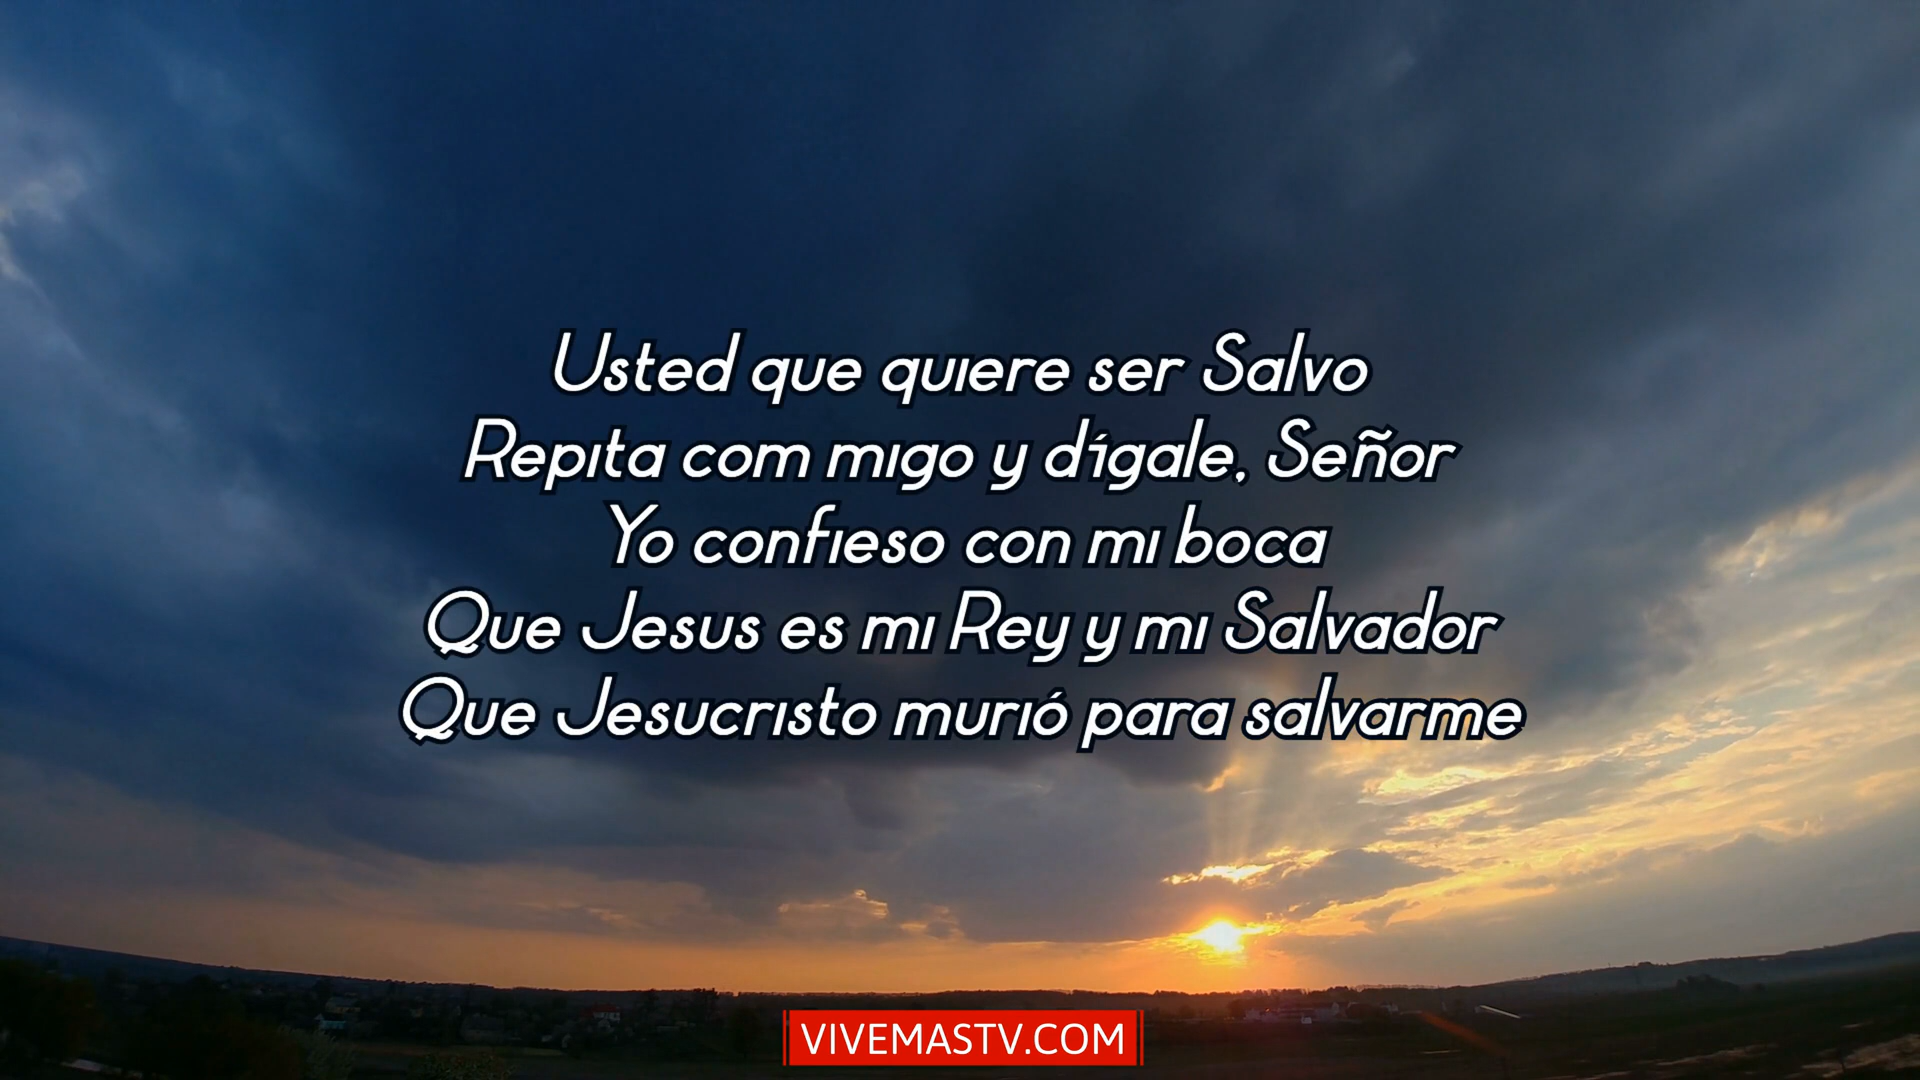 Usted que quiere ser Salvo
Repita com migo y dígale, Señor
Yo confieso con mi boca
Que Jesus es mi Rey y mi Salvador
Que Jesucristo murió para salvarme
VIVEMASTV.COM